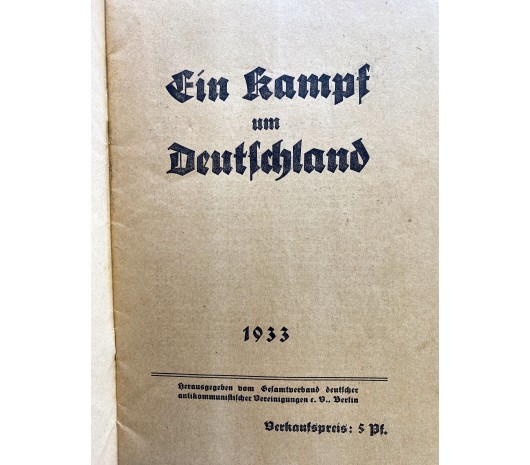 Ein Kampf
um
Deutſchland
1933
Herausgegeben vom Geſamtverband deutſcher
antikommuniſtiſcher Vereinigungen e. V., Berlin
Verkaufspreis: 5 Pf.